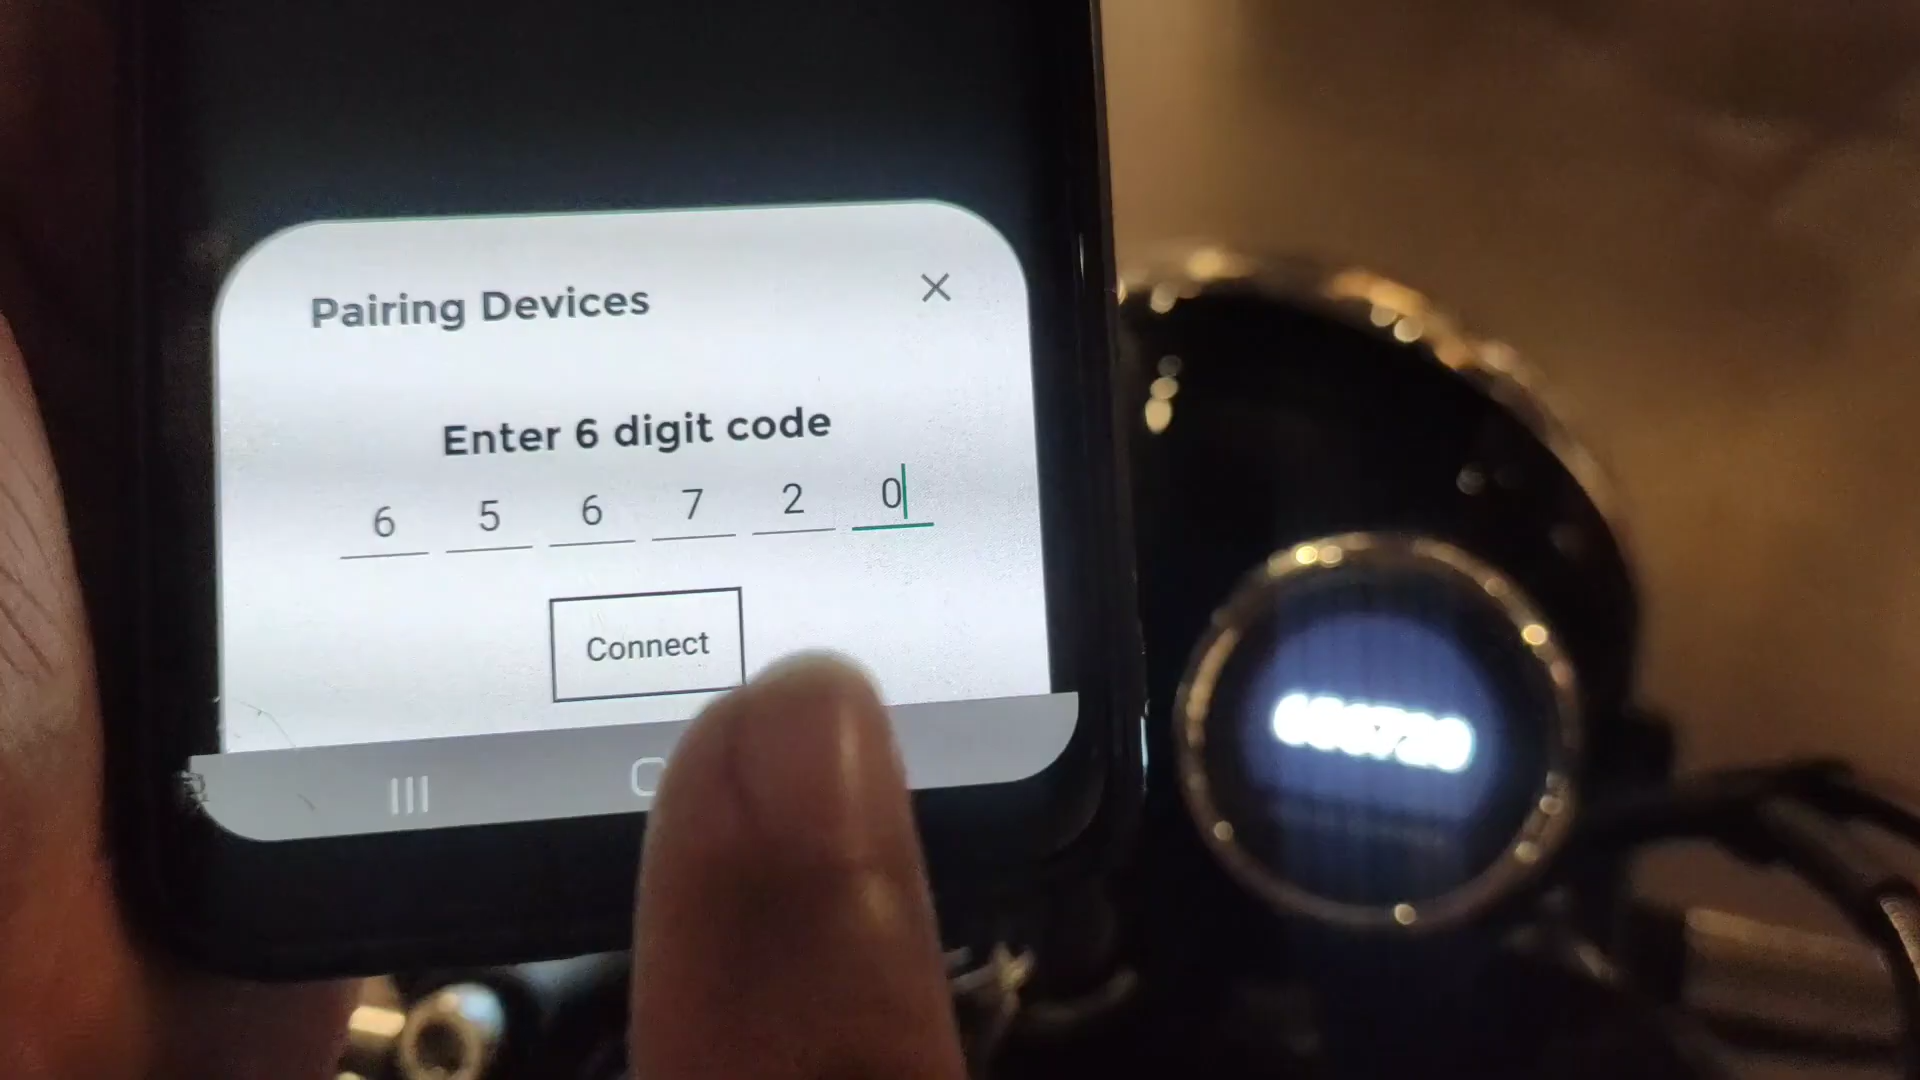 Pairing Devices
Enter 6 digit code
6 5 6 7 2 0
Connect